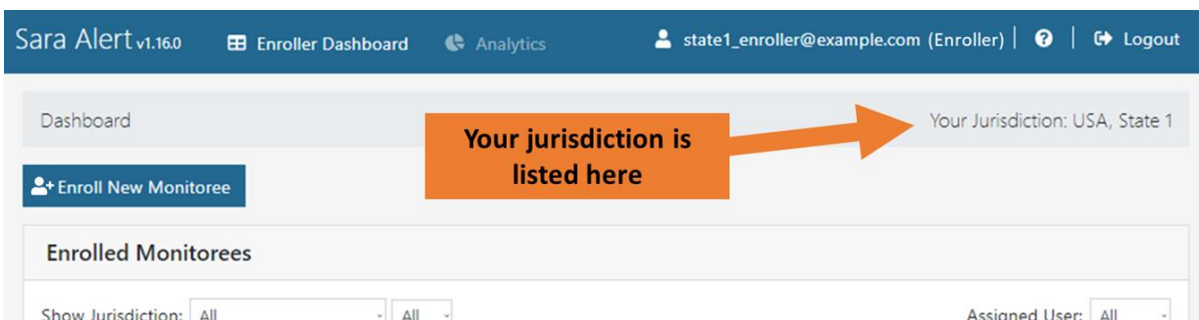 Sara Alert v1.16.0 Enroller Dashboard Analytics state1_enroller@example.com (Enroller) | ? | Logout
Dashboard
Your Jurisdiction: USA, State 1
Your jurisdiction is
listed here
Enroll New Monitoree
Enrolled Monitorees
Show Jurisdiction: All All Assigned User: All